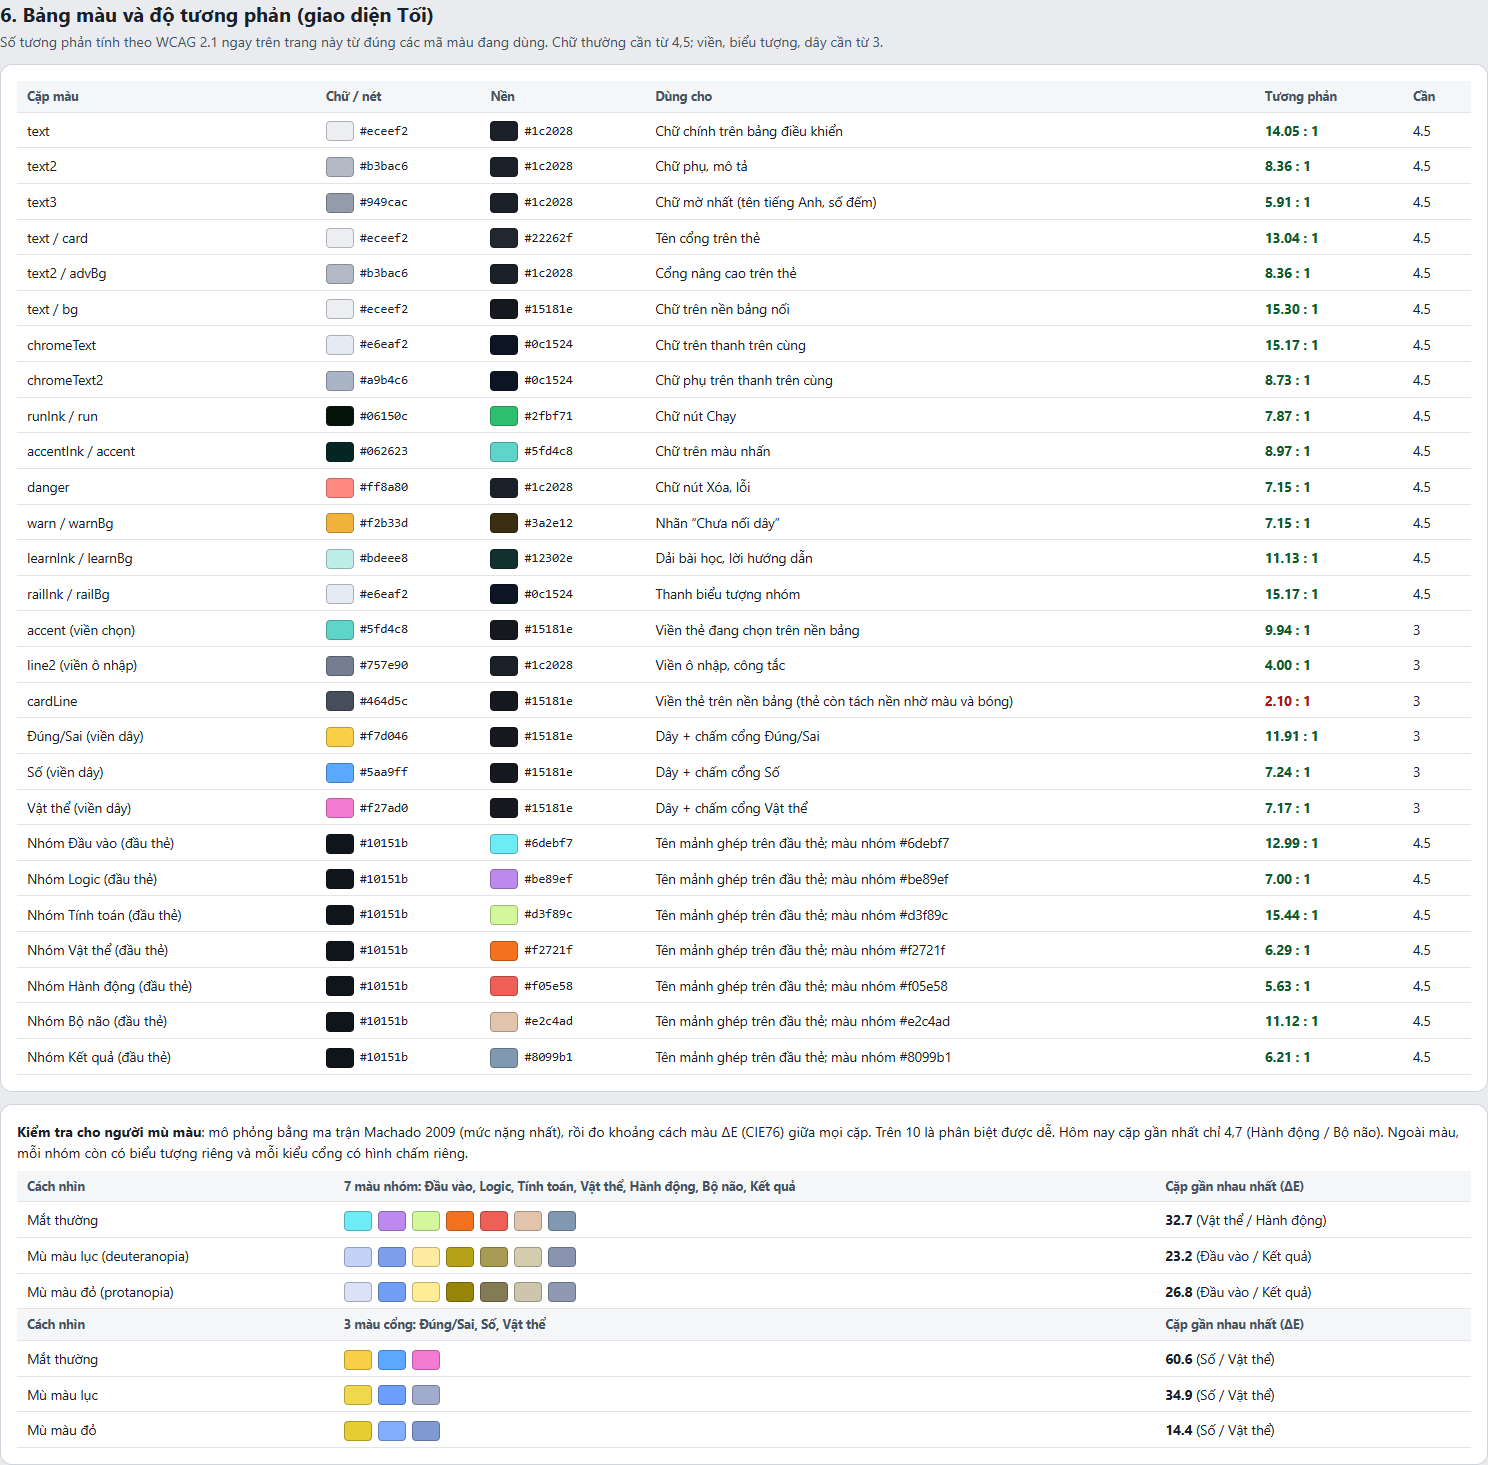 6. Bảng màu và độ tương phản (giao diện Tối)
Số tương phản tính theo WCAG 2.1 ngay trên trang này từ đúng các mã màu đang dùng. Chữ thường cần từ 4,5; viền, biểu tượng, dây cần từ 3.
Cặp màu Chữ / nét Nền Dùng cho Tương phản Cần
text #eceef2 #1c2028 Chữ chính trên bảng điều khiển 14.05 : 1 4.5
text2 #b3bac6 #1c2028 Chữ phụ, mô tả 8.36 : 1 4.5
text3 #949cac #1c2028 Chữ mờ nhất (tên tiếng Anh, số đếm) 5.91 : 1 4.5
text / card #eceef2 #22262f Tên cổng trên thẻ 13.04 : 1 4.5
text2 / advBg #b3bac6 #1c2028 Cổng nâng cao trên thẻ 8.36 : 1 4.5
text / bg #eceef2 #15181e Chữ trên nền bảng nối 15.30 : 1 4.5
chromeText #e6eaf2 #0c1524 Chữ trên thanh trên cùng 15.17 : 1 4.5
chromeText2 #a9b4c6 #0c1524 Chữ phụ trên thanh trên cùng 8.73 : 1 4.5
runInk / run #06150c #2fbf71 Chữ nút Chạy 7.87 : 1 4.5
accentInk / accent #062623 #5fd4c8 Chữ trên màu nhấn 8.97 : 1 4.5
danger #ff8a80 #1c2028 Chữ nút Xóa, lỗi 7.15 : 1 4.5
warn / warnBg #f2b33d #3a2e12 Nhãn “Chưa nối dây” 7.15 : 1 4.5
learnInk / learnBg #bdeee8 #12302e Dải bài học, lời hướng dẫn 11.13 : 1 4.5
railInk / railBg #e6eaf2 #0c1524 Thanh biểu tượng nhóm 15.17 : 1 4.5
accent (viền chọn) #5fd4c8 #15181e Viền thẻ đang chọn trên nền bảng 9.94 : 1 3
line2 (viền ô nhập) #757e90 #1c2028 Viền ô nhập, công tắc 4.00 : 1 3
cardLine #464d5c #15181e Viền thẻ trên nền bảng (thẻ còn tách nền nhờ màu và bóng) 2.10 : 1 3
Đúng/Sai (viền dây) #f7d046 #15181e Dây + chấm cổng Đúng/Sai 11.91 : 1 3
Số (viền dây) #5aa9ff #15181e Dây + chấm cổng Số 7.24 : 1 3
Vật thể (viền dây) #f27ad0 #15181e Dây + chấm cổng Vật thể 7.17 : 1 3
Nhóm Đầu vào (đầu thẻ) #10151b #6debf7 Tên mảnh ghép trên đầu thẻ; màu nhóm #6debf7 12.99 : 1 4.5
Nhóm Logic (đầu thẻ) #10151b #be89ef Tên mảnh ghép trên đầu thẻ; màu nhóm #be89ef 7.00 : 1 4.5
Nhóm Tính toán (đầu thẻ) #10151b #d3f89c Tên mảnh ghép trên đầu thẻ; màu nhóm #d3f89c 15.44 : 1 4.5
Nhóm Vật thể (đầu thẻ) #10151b #f2721f Tên mảnh ghép trên đầu thẻ; màu nhóm #f2721f 6.29 : 1 4.5
Nhóm Hành động (đầu thẻ) #10151b #f05e58 Tên mảnh ghép trên đầu thẻ; màu nhóm #f05e58 5.63 : 1 4.5
Nhóm Bộ não (đầu thẻ) #10151b #e2c4ad Tên mảnh ghép trên đầu thẻ; màu nhóm #e2c4ad 11.12 : 1 4.5
Nhóm Kết quả (đầu thẻ) #10151b #8099b1 Tên mảnh ghép trên đầu thẻ; màu nhóm #8099b1 6.21 : 1 4.5
Kiểm tra cho người mù màu: mô phỏng bằng ma trận Machado 2009 (mức nặng nhất), rồi đo khoảng cách màu ΔE (CIE76) giữa mọi cặp. Trên 10 là phân biệt được dễ. Hôm nay cặp gần nhất chỉ 4,7 (Hành động / Bộ não). Ngoài màu,
mỗi nhóm còn có biểu tượng riêng và mỗi kiểu cổng có hình chấm riêng.
Cách nhìn 7 màu nhóm: Đầu vào, Logic, Tính toán, Vật thể, Hành động, Bộ não, Kết quả Cặp gần nhau nhất (ΔE)
Mắt thường 32.7 (Vật thể / Hành động)
Mù màu lục (deuteranopia) 23.2 (Đầu vào / Kết quả)
Mù màu đỏ (protanopia) 26.8 (Đầu vào / Kết quả)
Cách nhìn 3 màu cổng: Đúng/Sai, Số, Vật thể Cặp gần nhau nhất (ΔE)
Mắt thường 60.6 (Số / Vật thể)
Mù màu lục 34.9 (Số / Vật thể)
Mù màu đỏ 14.4 (Số / Vật thể)